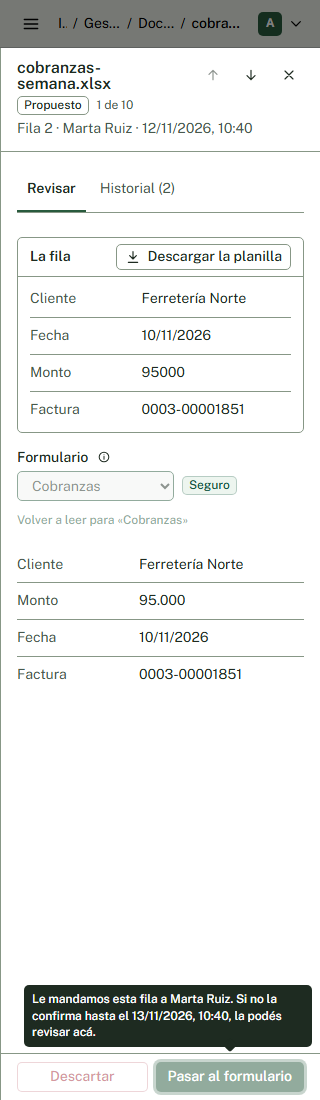 I.. / Ges... / Doc... / cobra... A
cobranzas-
semana.xlsx
Propuesto 1 de 10
Fila 2 · Marta Ruiz · 12/11/2026, 10:40
Revisar Historial (2)
La fila Descargar la planilla
Cliente Ferretería Norte
Fecha 10/11/2026
Monto 95000
Factura 0003-00001851
Formulario
Cobranzas Seguro
Volver a leer para «Cobranzas»
Cliente Ferretería Norte
Monto 95.000
Fecha 10/11/2026
Factura 0003-00001851
Le mandamos esta fila a Marta Ruiz. Si no la
confirma hasta el 13/11/2026, 10:40, la podés
revisar acá.
Descartar Pasar al formulario